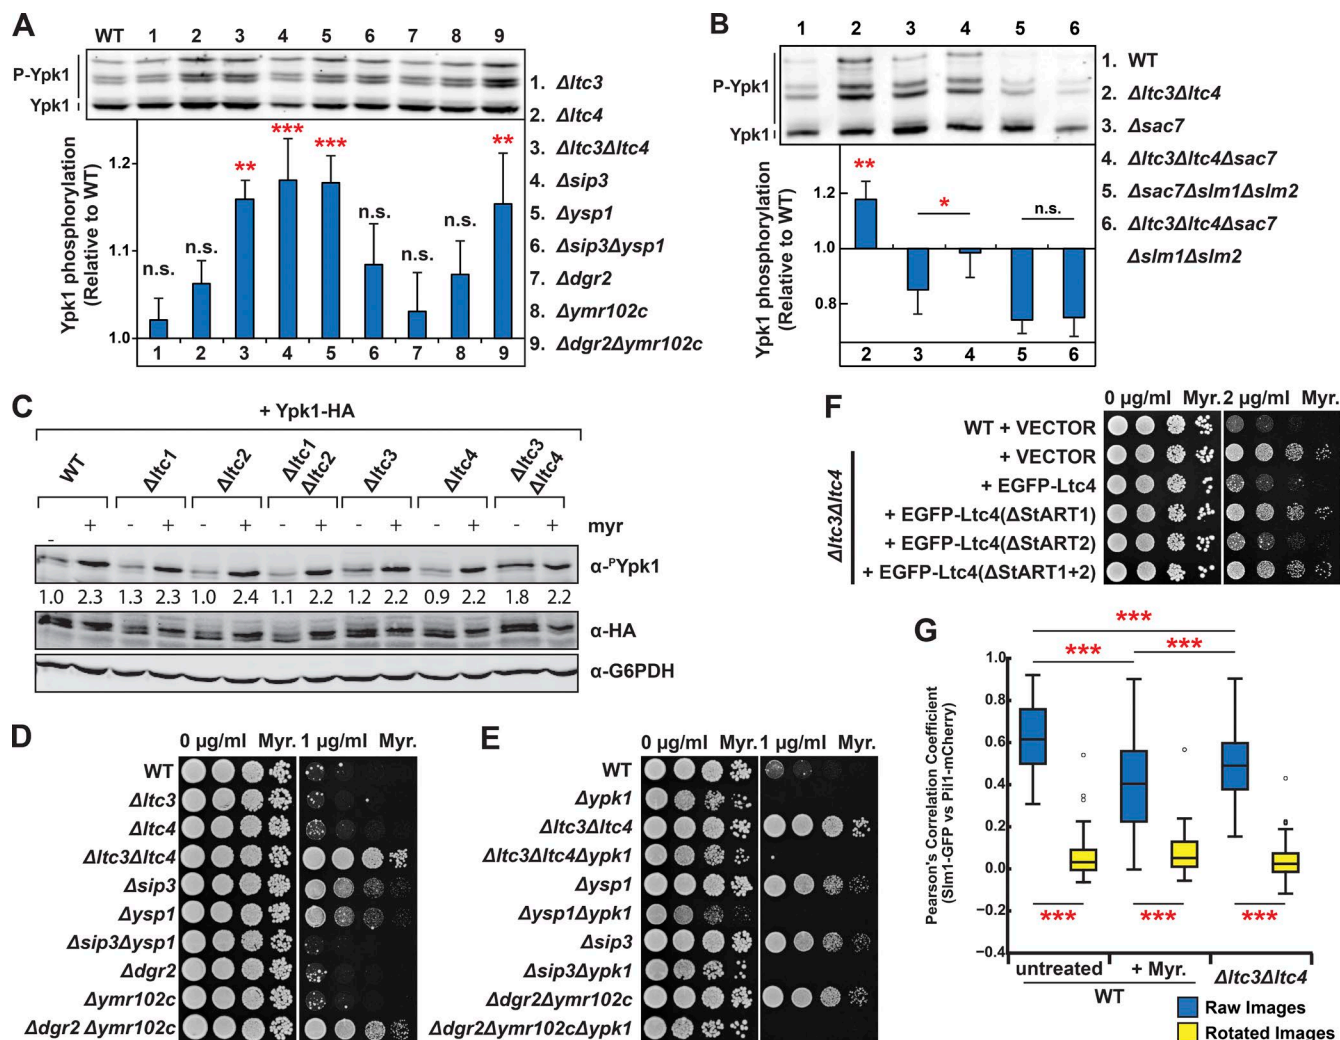 A
WT 1 2 3 4 5 6 7 8 9
P-Ypk1
Ypk1
1. Δltc3
2. Δltc4
3. Δltc3Δltc4
4. Δsip3
5. Δysp1
6. Δsip3Δysp1
7. Δdgr2
8. Δymr102c
9. Δdgr2Δymr102c
Ypk1 phosphorylation
(Relative to WT)
1.2
1.1
1.0
n.s. n.s. ** *** *** n.s. n.s. n.s. **
1 2 3 4 5 6 7 8 9
B
1 2 3 4 5 6
P-Ypk1
Ypk1
1. WT
2. Δltc3Δltc4
3. Δsac7
4. Δltc3Δltc4Δsac7
5. Δsac7Δslm1Δslm2
6. Δltc3Δltc4Δsac7
Δslm1Δslm2
Ypk1 phosphorylation
(Relative to WT)
1.2
1.0
0.8
** * n.s.
2 3 4 5 6
C
+ Ypk1-HA
WT
Δltc1
Δltc2
Δltc1
Δltc2
Δltc3
Δltc4
Δltc3
Δltc4
- + - + - + - + - + - + - + myr
α-PYpk1
1.0 2.3 1.3 2.3 1.0 2.4 1.1 2.2 1.2 2.2 0.9 2.2 1.8 2.2
α-HA
α-G6PDH
D
0 µg/ml Myr. 1 µg/ml Myr.
WT
Δltc3
Δltc4
Δltc3Δltc4
Δsip3
Δysp1
Δsip3Δysp1
Δdgr2
Δymr102c
Δdgr2 Δymr102c
E
0 µg/ml Myr. 1 µg/ml Myr.
WT
Δypk1
Δltc3Δltc4
Δltc3Δltc4Δypk1
Δysp1
Δysp1Δypk1
Δsip3
Δsip3Δypk1
Δdgr2Δymr102c
Δdgr2Δymr102cΔypk1
F
0 µg/ml Myr. 2 µg/ml Myr.
WT + VECTOR
Δltc3Δltc4
+ VECTOR
+ EGFP-Ltc4
+ EGFP-Ltc4(ΔStART1)
+ EGFP-Ltc4(ΔStART2)
+ EGFP-Ltc4(ΔStART1+2)
G
***
*** ***
Pearson's Correlation Coefficient
(Slm1-GFP vs Pil1-mCherry)
1.0
0.8
0.6
0.4
0.2
0.0
−0.2
−0.4
*** *** ***
untreated + Myr. Δltc3Δltc4
WT
Raw Images
Rotated Images